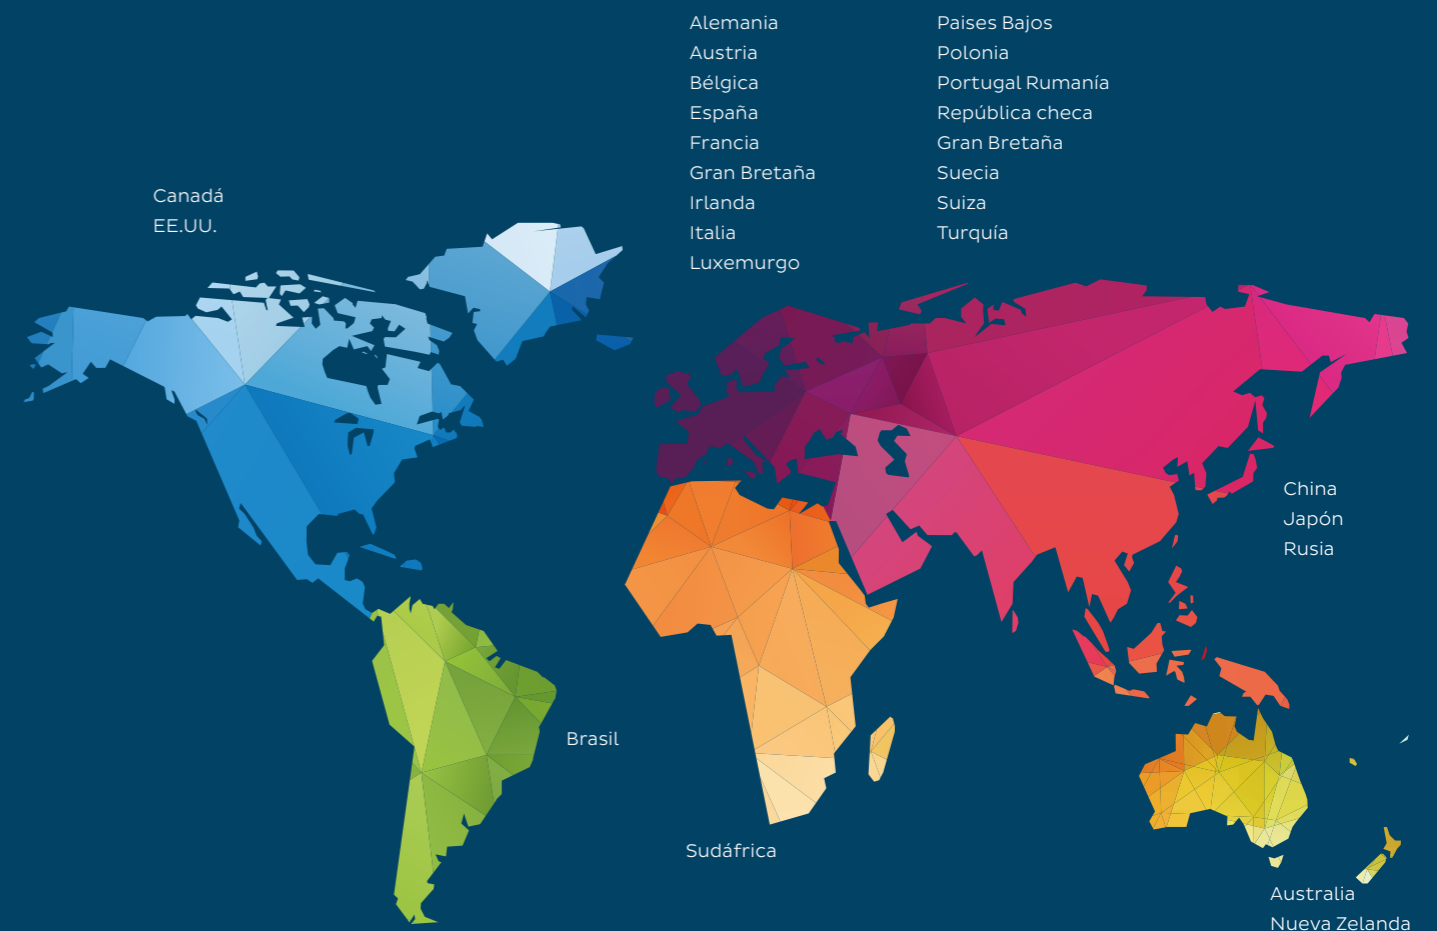 Alemania
Austria
Bélgica
España
Francia
Gran Bretaña
Irlanda
Italia
Luxemurgo
Paises Bajos
Polonia
Portugal Rumanía
República checa
Gran Bretaña
Suecia
Suiza
Turquía
Canadá
EE.UU.
China
Japón
Rusia
Brasil
Sudáfrica
Australia
Nueva Zelanda